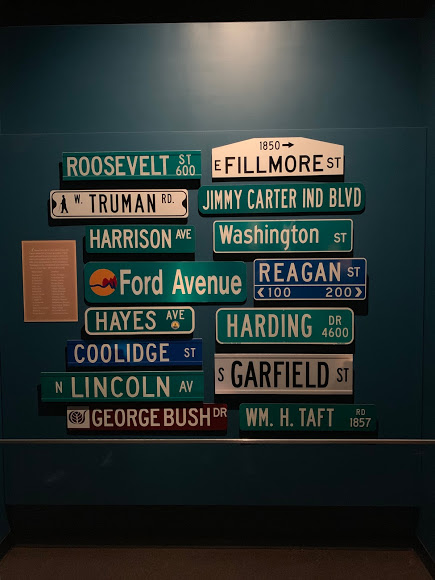 ROOSEVELT ST 600
1850 →
E FILLMORE ST
W. TRUMAN RD.
JIMMY CARTER IND BLVD
HARRISON AVE
Washington ST
Ford Avenue
REAGAN ST
100 200
HAYES AVE
HARDING DR 4600
COOLIDGE ST
S GARFIELD ST
N LINCOLN AV
GEORGE BUSH DR
WM. H. TAFT RD 1857